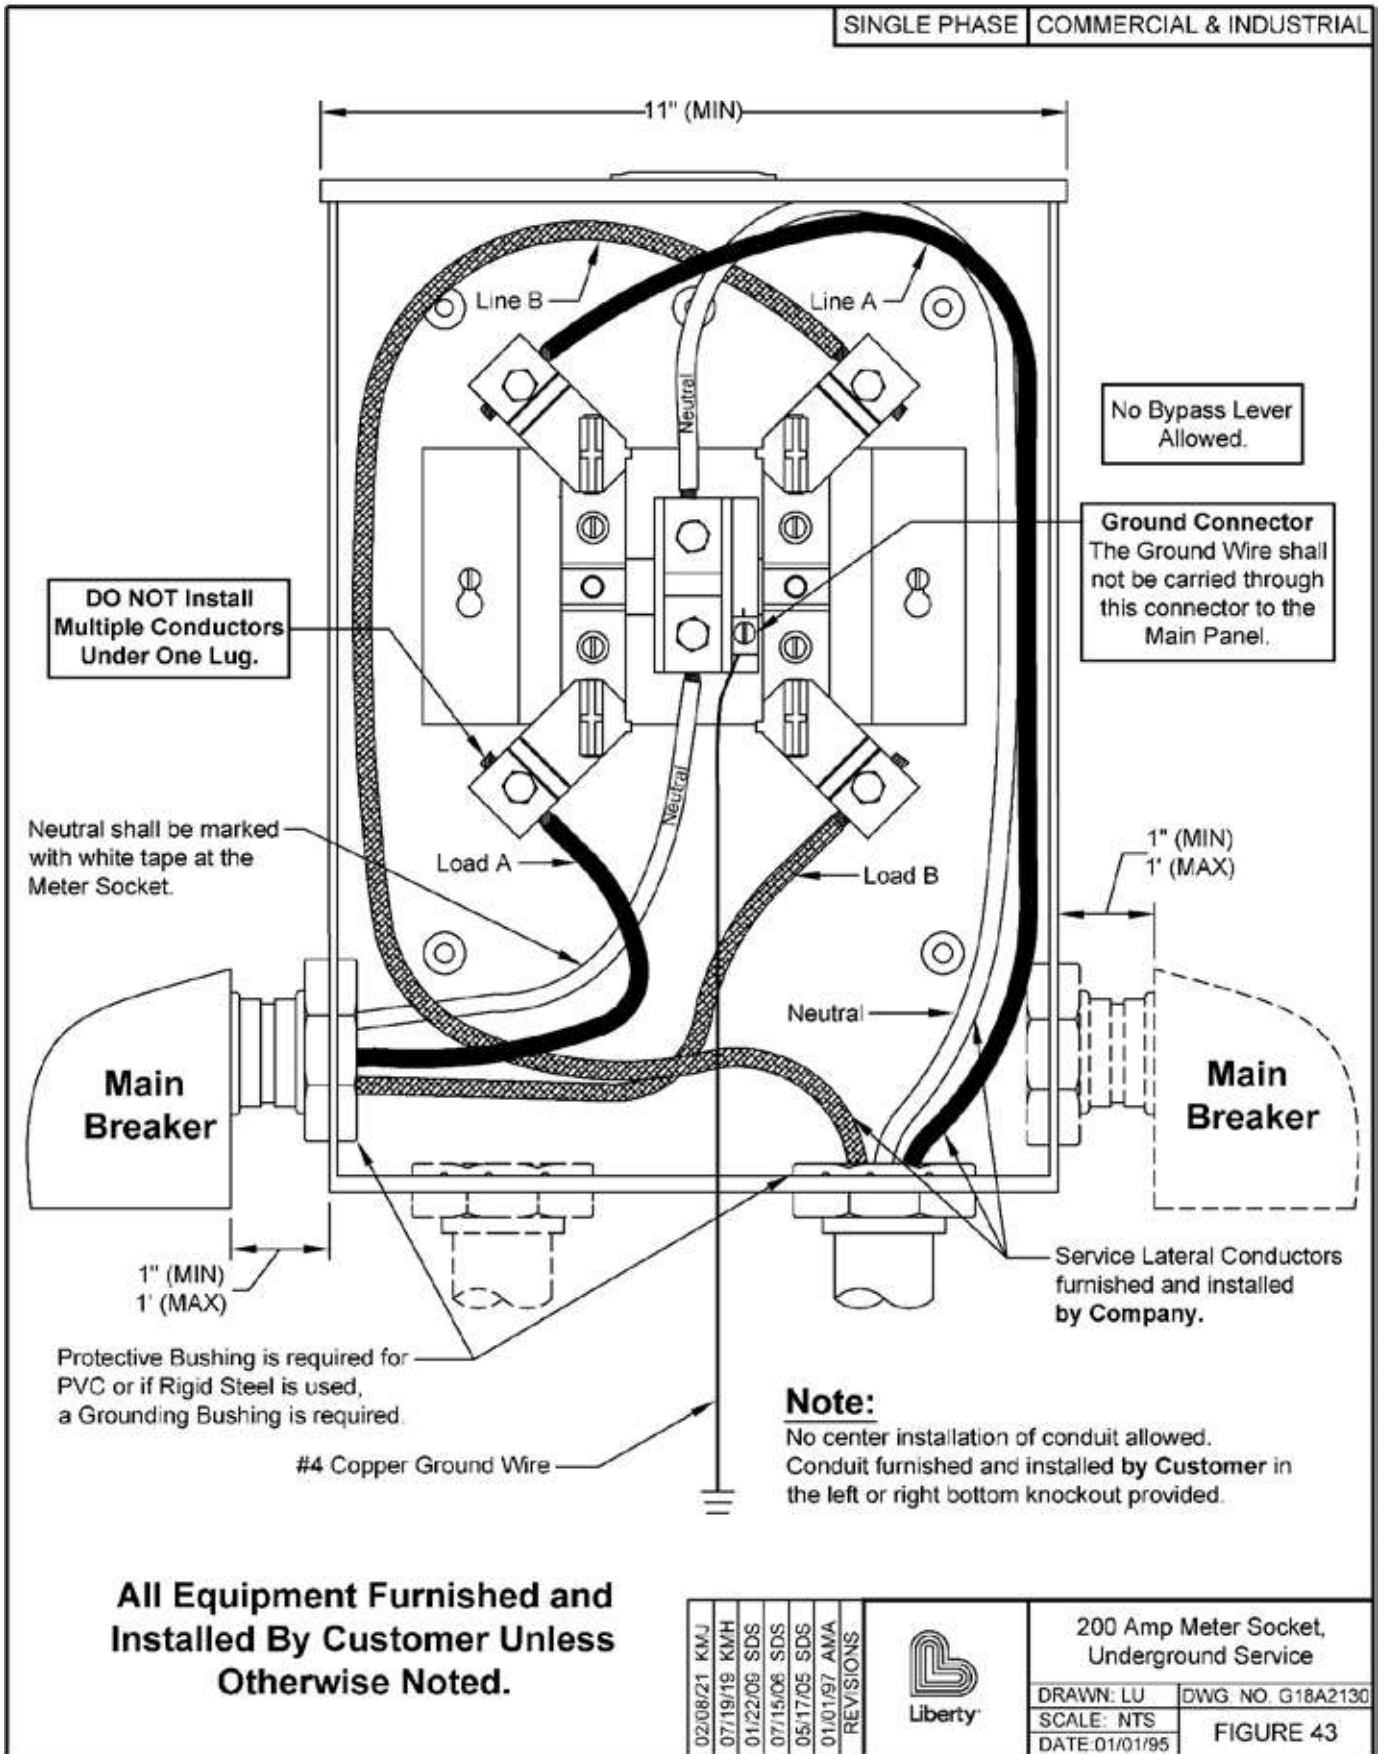 SINGLE PHASE
COMMERCIAL & INDUSTRIAL
11" (MIN)
Line B
Line A
Neutral
No Bypass Lever
Allowed.
Ground Connector
The Ground Wire shall
not be carried through
this connector to the
Main Panel.
DO NOT Install
Multiple Conductors
Under One Lug.
Neutral
Neutral shall be marked
with white tape at the
Meter Socket.
Load A
Load B
1" (MIN)
1' (MAX)
Neutral
Main
Breaker
Main
Breaker
1" (MIN)
1' (MAX)
Service Lateral Conductors
furnished and installed
by Company.
Protective Bushing is required for
PVC or if Rigid Steel is used,
a Grounding Bushing is required.
#4 Copper Ground Wire
Note:
No center installation of conduit allowed.
Conduit furnished and installed by Customer in
the left or right bottom knockout provided.
All Equipment Furnished and
Installed By Customer Unless
Otherwise Noted.
02/08/21 KMJ
07/19/19 KMH
01/22/09 SDS
07/15/06 SDS
05/17/05 SDS
01/01/97 AMA
REVISIONS
Liberty
200 Amp Meter Socket,
Underground Service
DRAWN: LU
DWG. NO. G18A2130
SCALE: NTS
DATE:01/01/95
FIGURE 43